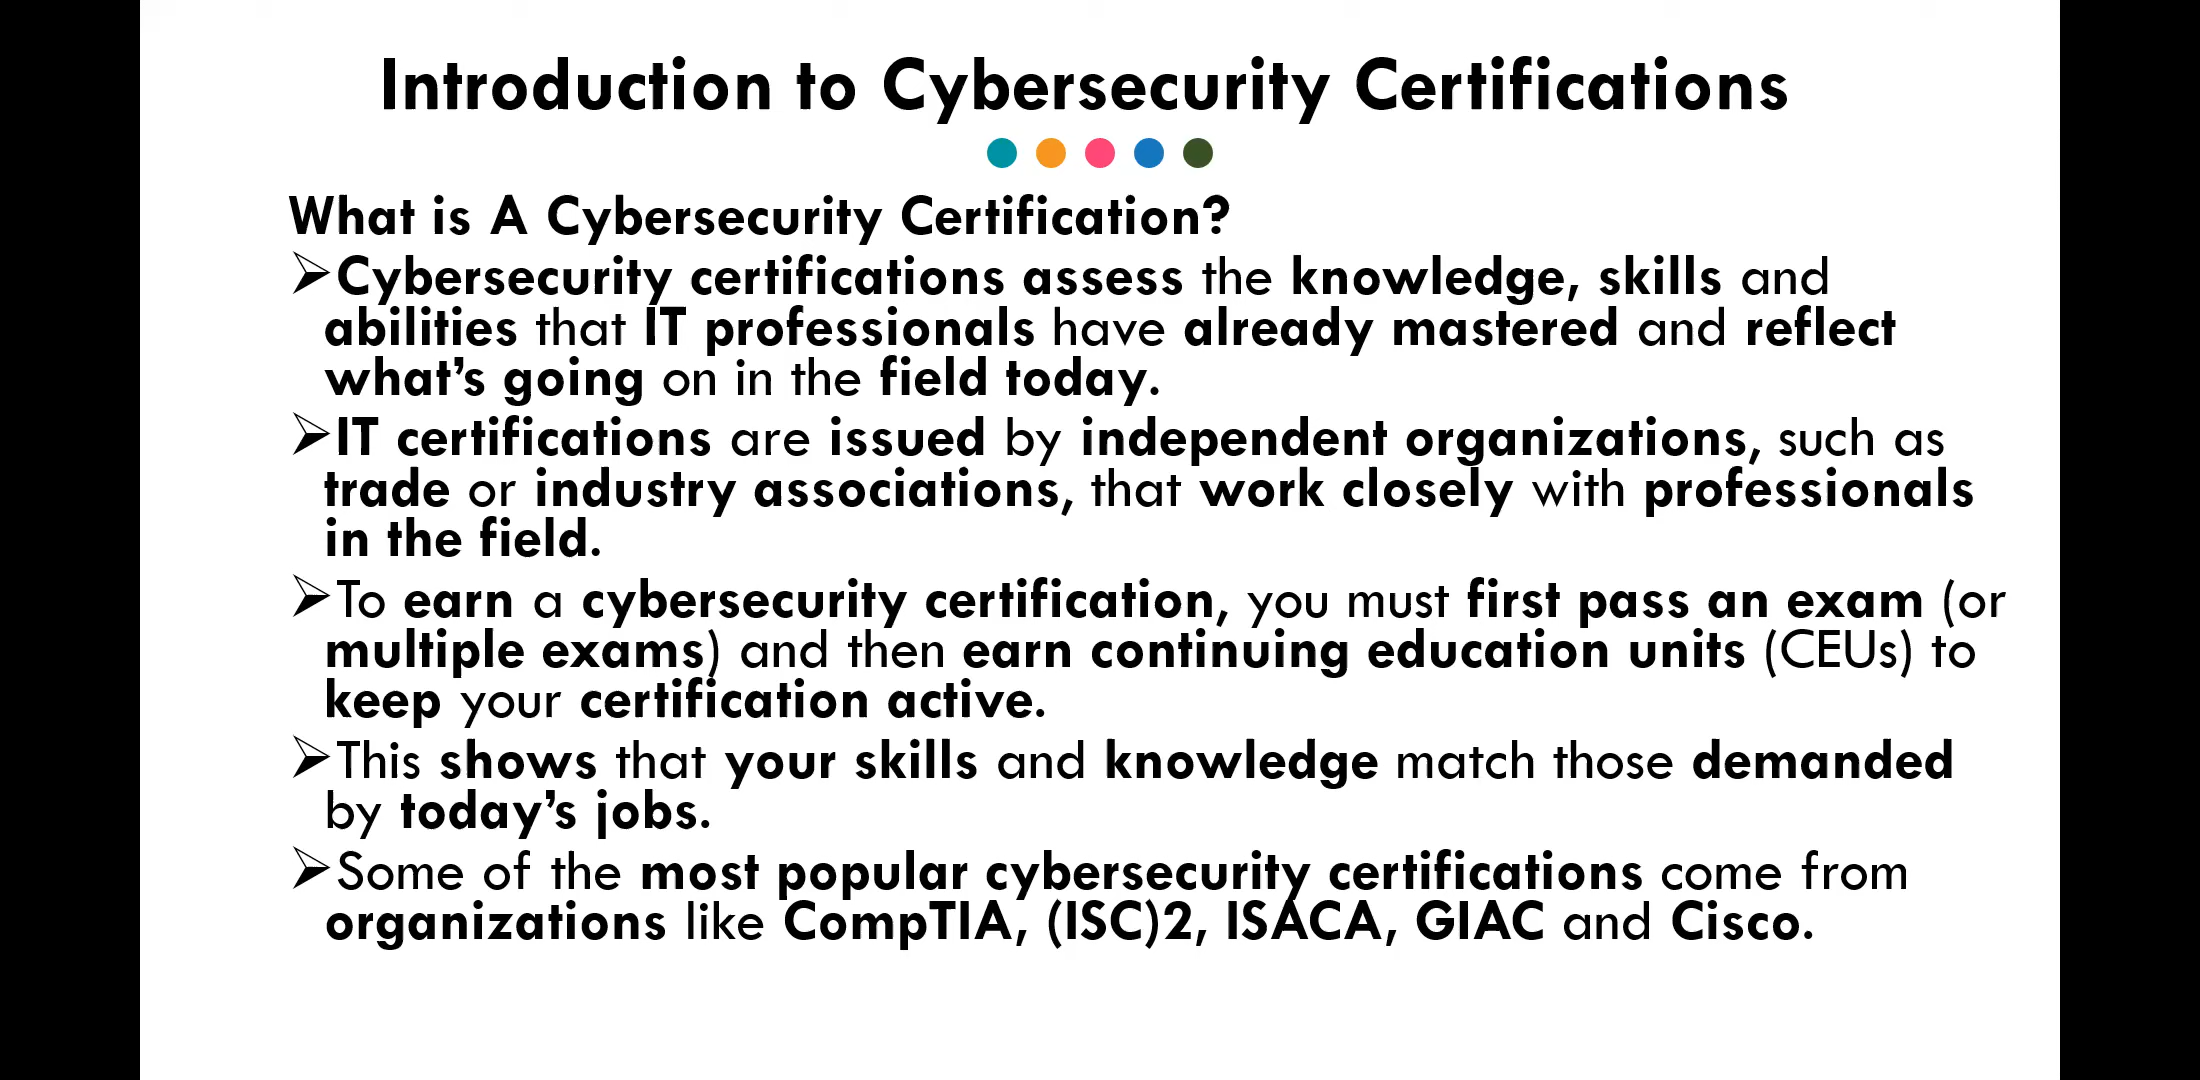 Introduction to Cybersecurity Certifications
What is A Cybersecurity Certification?
➢Cybersecurity certifications assess the knowledge, skills and
abilities that IT professionals have already mastered and reflect
what's going on in the field today.
➢IT certifications are issued by independent organizations, such as
trade or industry associations, that work closely with professionals
in the field.
➢To earn a cybersecurity certification, you must first pass an exam (or
multiple exams) and then earn continuing education units (CEUs) to
keep your certification active.
➢This shows that your skills and knowledge match those demanded
by today's jobs.
➢Some of the most popular cybersecurity certifications come from
organizations like CompTIA, (ISC)2, ISACA, GIAC and Cisco.